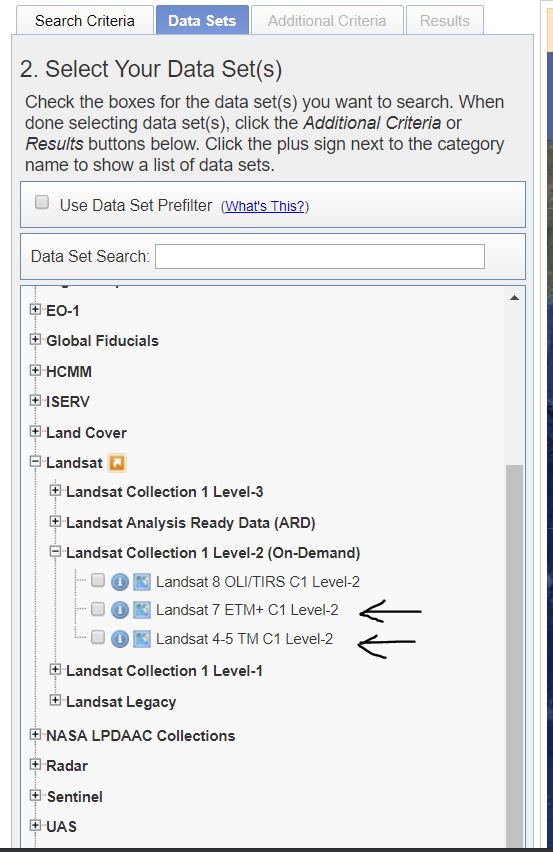 Search Criteria Data Sets Additional Criteria Results
2. Select Your Data Set(s)
Check the boxes for the data set(s) you want to search. When
done selecting data set(s), click the Additional Criteria or
Results buttons below. Click the plus sign next to the category
name to show a list of data sets.
Use Data Set Prefilter (What's This?)
Data Set Search:
EO-1
Global Fiducials
HCMM
ISERV
Land Cover
Landsat
Landsat Collection 1 Level-3
Landsat Analysis Ready Data (ARD)
Landsat Collection 1 Level-2 (On-Demand)
Landsat 8 OLI/TIRS C1 Level-2
Landsat 7 ETM+ C1 Level-2
Landsat 4-5 TM C1 Level-2
Landsat Collection 1 Level-1
Landsat Legacy
NASA LPDAAC Collections
Radar
Sentinel
UAS